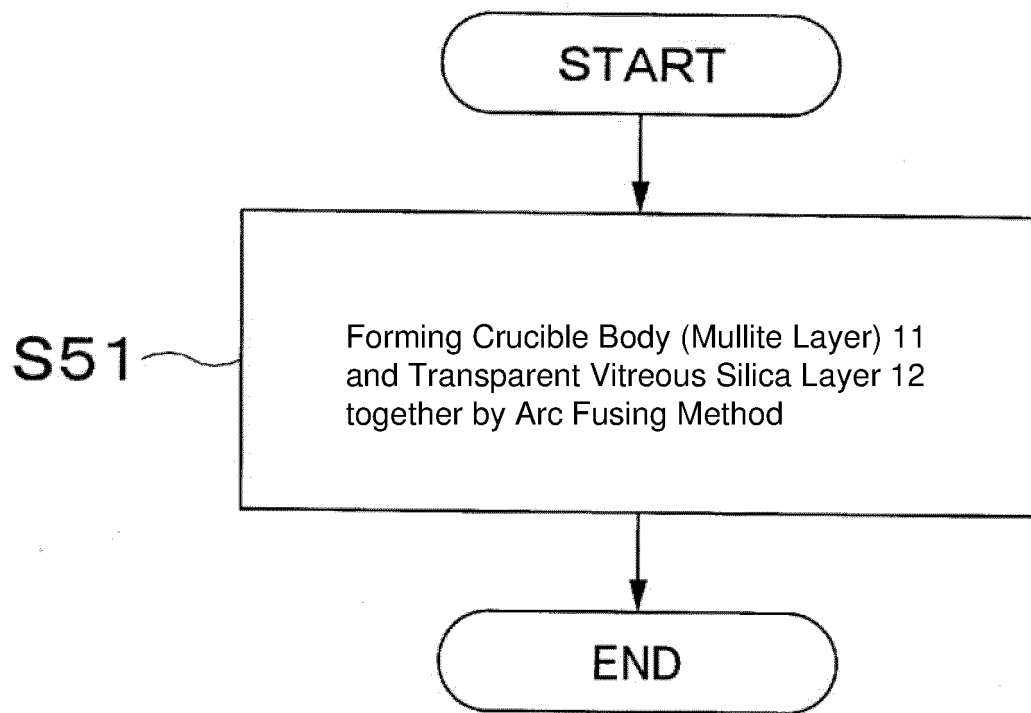 START
S51
Forming Crucible Body (Mullite Layer) 11
and Transparent Vitreous Silica Layer 12
together by Arc Fusing Method
END